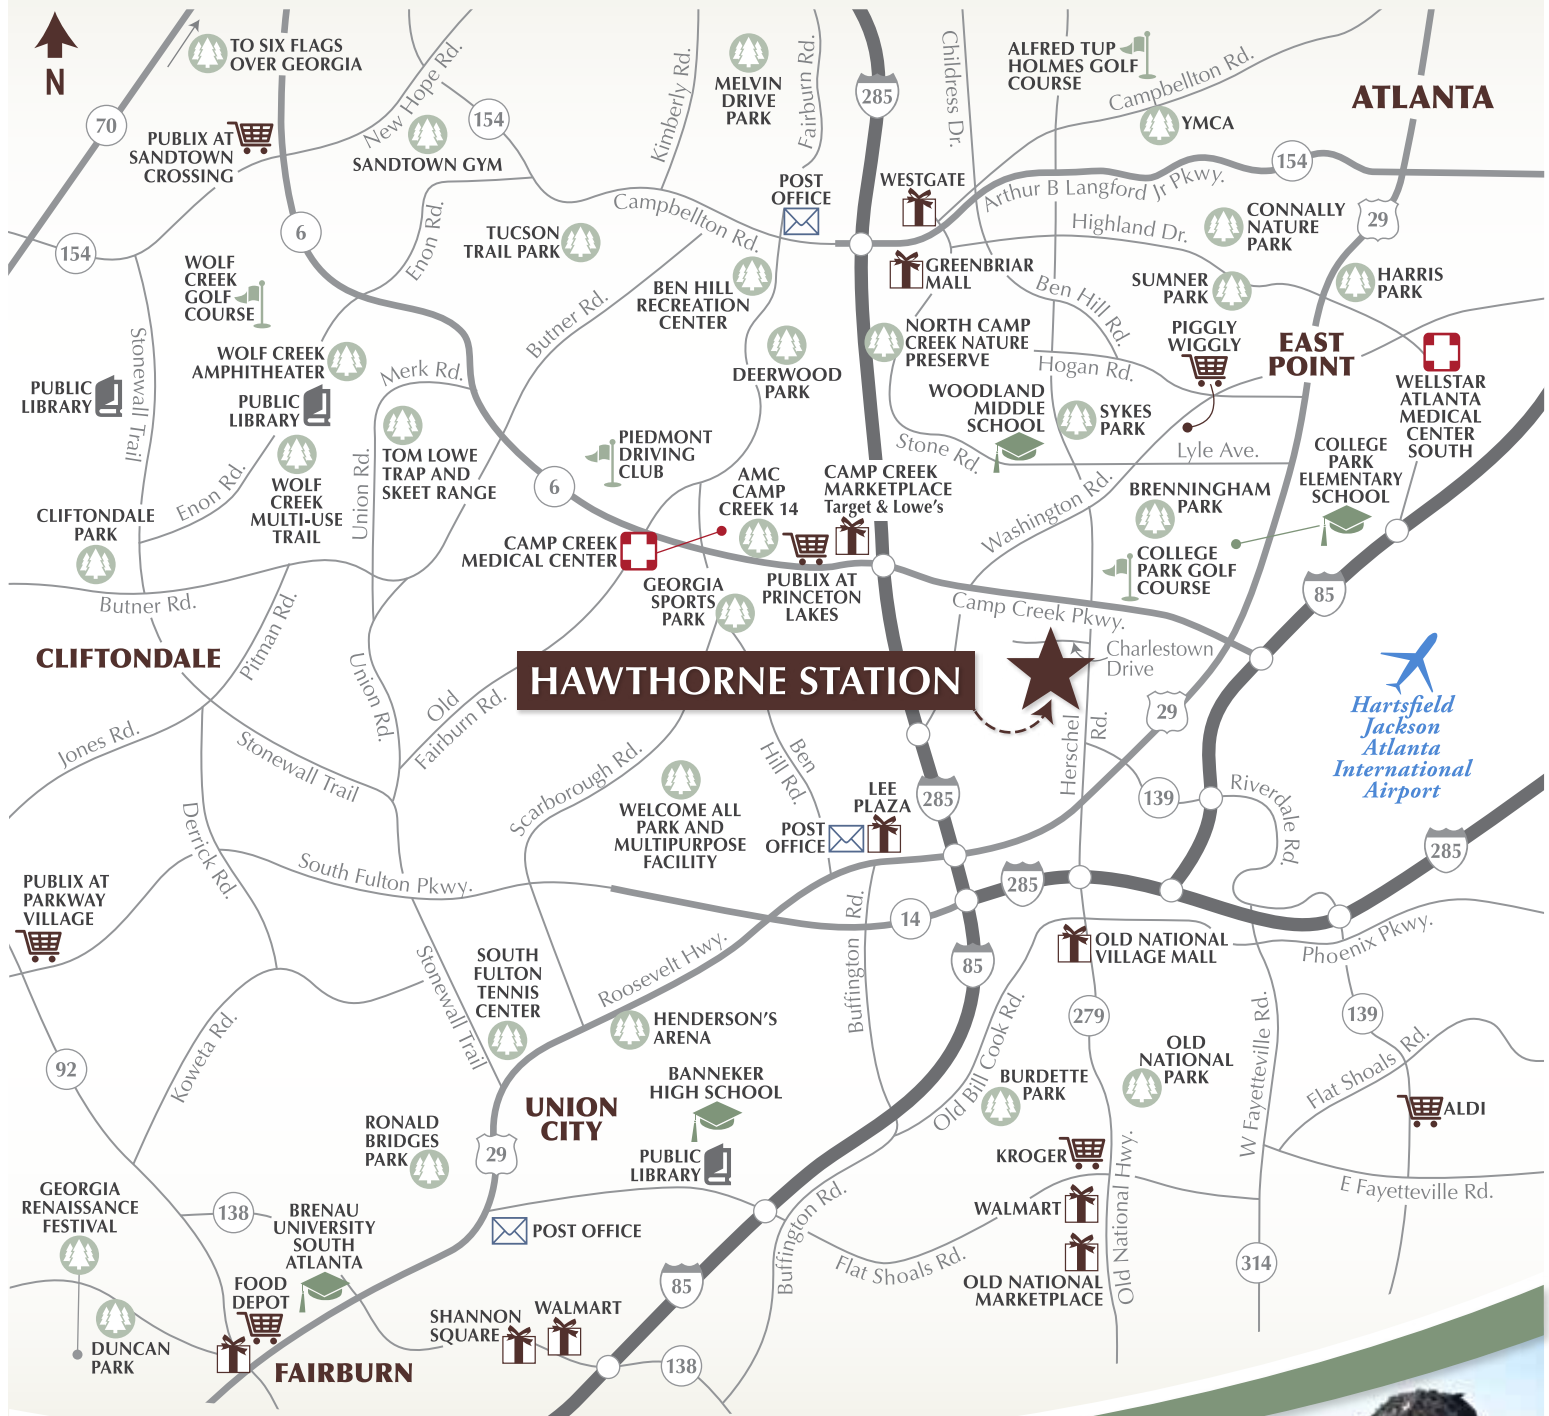 N
TO SIX FLAGS
OVER GEORGIA
70
PUBLIX AT
SANDTOWN
CROSSING
New Hope Rd.
154
SANDTOWN GYM
Kimberly Rd.
MELVIN
DRIVE
PARK
Fairburn Rd.
285
Childress Dr.
ALFRED TUP
HOLMES GOLF
COURSE
Campbellton Rd.
YMCA
ATLANTA
154
POST
OFFICE
WESTGATE
Arthur B Langford Jr Pkwy.
Highland Dr.
CONNALLY
NATURE
PARK
29
6
154
Enon Rd.
TUCSON
TRAIL PARK
Campbellton Rd.
WOLF
CREEK
GOLF
COURSE
BEN HILL
RECREATION
CENTER
GREENBRIAR
MALL
Ben Hill Rd.
SUMNER
PARK
HARRIS
PARK
Butner Rd.
NORTH CAMP
CREEK NATURE
PRESERVE
PIGGLY
WIGGLY
EAST
POINT
Stonewall Trail
WOLF CREEK
AMPHITHEATER
Merk Rd.
DEERWOOD
PARK
Hogan Rd.
PUBLIC
LIBRARY
PUBLIC
LIBRARY
WOODLAND
MIDDLE
SCHOOL
SYKES
PARK
WELLSTAR
ATLANTA
MEDICAL
CENTER
SOUTH
TOM LOWE
TRAP AND
SKEET RANGE
PIEDMONT
DRIVING
CLUB
Stone Rd.
Lyle Ave.
COLLEGE
PARK
ELEMENTARY
SCHOOL
Enon Rd.
WOLF
CREEK
MULTI-USE
TRAIL
Union Rd.
6
AMC
CAMP
CREEK 14
CAMP CREEK
MARKETPLACE
Target & Lowe's
Washington Rd.
BRENNINGHAM
PARK
CLIFTONDALE
PARK
CAMP CREEK
MEDICAL CENTER
COLLEGE
PARK GOLF
COURSE
85
Butner Rd.
GEORGIA
SPORTS
PARK
PUBLIX AT
PRINCETON
LAKES
Camp Creek Pkwy.
Pitman Rd.
CLIFTONDALE
Union Rd.
Old
Fairburn Rd.
HAWTHORNE STATION
Charlestown
Drive
29
Hartsfield
Jackson
Atlanta
International
Airport
Jones Rd.
Stonewall Trail
Scarborough Rd.
Ben
Hill Rd.
Herschel
Rd.
139
Riverdale Rd.
WELCOME ALL
PARK AND
MULTIPURPOSE
FACILITY
LEE
PLAZA
POST
OFFICE
285
285
Derrick Rd.
South Fulton Pkwy.
PUBLIX AT
PARKWAY
VILLAGE
14
285
Buffington Rd.
OLD NATIONAL
VILLAGE MALL
Phoenix Pkwy.
Stonewall Trail
SOUTH
FULTON
TENNIS
CENTER
Roosevelt Hwy.
85
HENDERSON'S
ARENA
Old Bill Cook Rd.
279
W Fayetteville Rd.
139
Koweta Rd.
92
OLD
NATIONAL
PARK
Flat Shoals Rd.
BANNEKER
HIGH SCHOOL
BURDETTE
PARK
ALDI
UNION
CITY
RONALD
BRIDGES
PARK
29
PUBLIC
LIBRARY
KROGER
Old National Hwy.
E Fayetteville Rd.
GEORGIA
RENAISSANCE
FESTIVAL
138
BRENAU
UNIVERSITY
SOUTH
ATLANTA
POST OFFICE
Buffington Rd.
WALMART
Flat Shoals Rd.
314
FOOD
DEPOT
85
OLD NATIONAL
MARKETPLACE
DUNCAN
PARK
SHANNON
SQUARE
WALMART
FAIRBURN
138